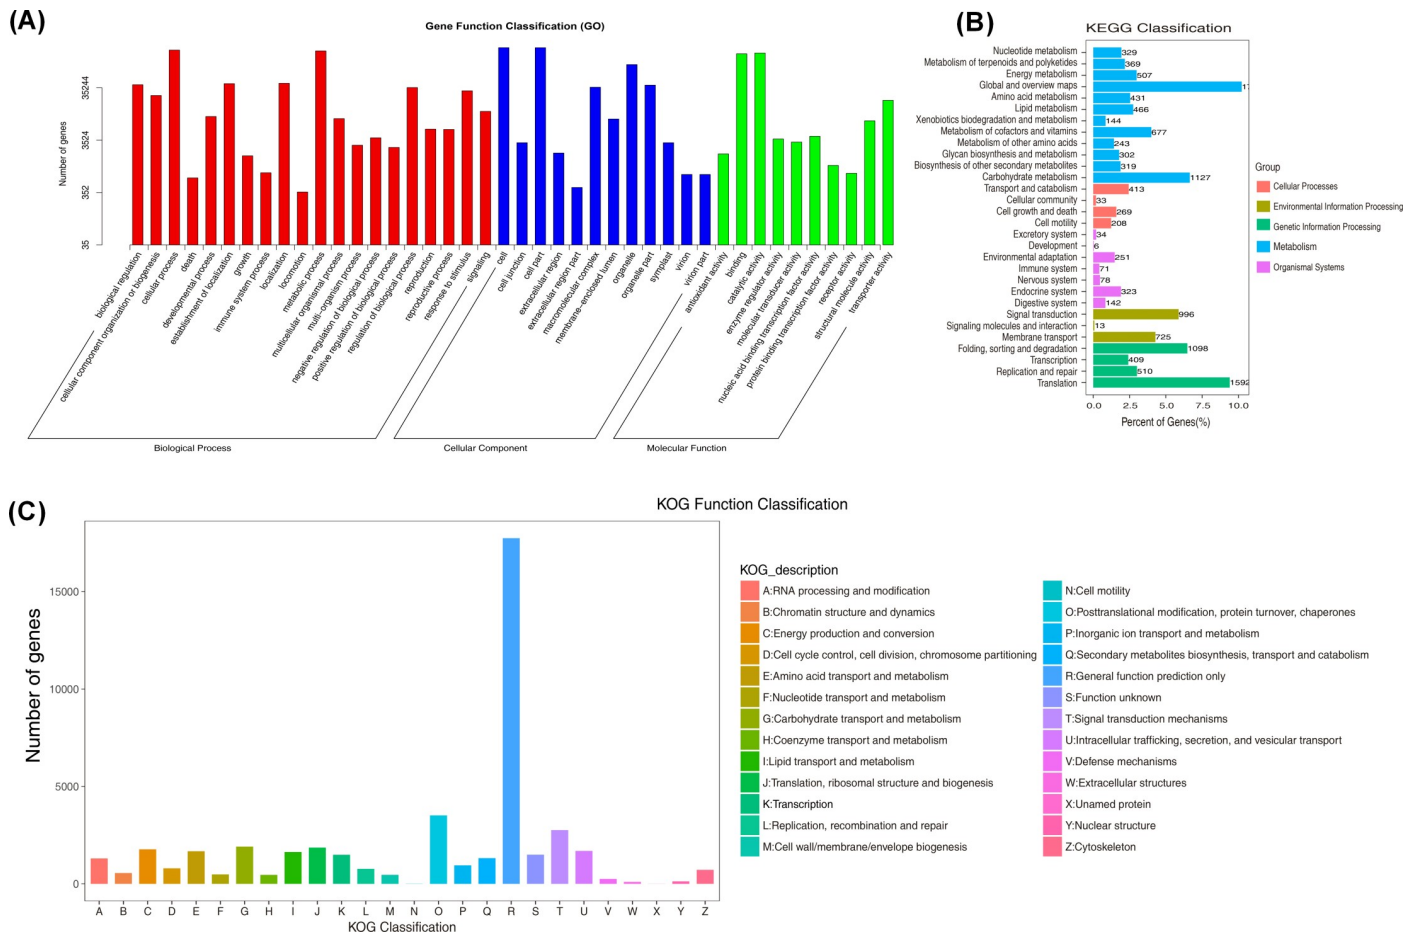 (A)
Gene Function Classification (GO)
Number of genes
35244
3524
352
35
biological regulation
cellular component organization or biogenesis
cellular process
death
developmental process
establishment of localization
growth
immune system process
localization
locomotion
metabolic process
multicellular organismal process
multi−organism process
negative regulation of biological process
positive regulation of biological process
regulation of biological process
reproduction
reproductive process
response to stimulus
signaling
cell
cell junction
cell part
extracellular region
extracellular region part
macromolecular complex
membrane−enclosed lumen
organelle
organelle part
symplast
virion
virion part
antioxidant activity
binding
catalytic activity
enzyme regulator activity
molecular transducer activity
nucleic acid binding transcription factor activity
protein binding transcription factor activity
receptor activity
structural molecule activity
transporter activity
Biological Process
Cellular Component
Molecular Function
(B)
KEGG Classification
Nucleotide metabolism 329
Metabolism of terpenoids and polyketides 369
Energy metabolism 507
Global and overview maps 17
Amino acid metabolism 431
Lipid metabolism 466
Xenobiotics biodegradation and metabolism 144
Metabolism of cofactors and vitamins 677
Metabolism of other amino acids 243
Glycan biosynthesis and metabolism 302
Biosynthesis of other secondary metabolites 319
Carbohydrate metabolism 1127
Transport and catabolism 413
Cellular community 33
Cell growth and death 269
Cell motility 208
Excretory system 34
Development 6
Environmental adaptation 251
Immune system 71
Nervous system 78
Endocrine system 323
Digestive system 142
Signal transduction 996
Signaling molecules and interaction 13
Membrane transport 725
Folding, sorting and degradation 1098
Transcription 409
Replication and repair 510
Translation 1592
0.0 2.5 5.0 7.5 10.0
Percent of Genes(%)
Group
Cellular Processes
Environmental Information Processing
Genetic Information Processing
Metabolism
Organismal Systems
(C)
KOG Function Classification
Number of genes
15000
10000
5000
0
A B C D E F G H I J K L M N O P Q R S T U V W X Y Z
KOG Classification
KOG_description
A:RNA processing and modification
B:Chromatin structure and dynamics
C:Energy production and conversion
D:Cell cycle control, cell division, chromosome partitioning
E:Amino acid transport and metabolism
F:Nucleotide transport and metabolism
G:Carbohydrate transport and metabolism
H:Coenzyme transport and metabolism
I:Lipid transport and metabolism
J:Translation, ribosomal structure and biogenesis
K:Transcription
L:Replication, recombination and repair
M:Cell wall/membrane/envelope biogenesis
N:Cell motility
O:Posttranslational modification, protein turnover, chaperones
P:Inorganic ion transport and metabolism
Q:Secondary metabolites biosynthesis, transport and catabolism
R:General function prediction only
S:Function unknown
T:Signal transduction mechanisms
U:Intracellular trafficking, secretion, and vesicular transport
V:Defense mechanisms
W:Extracellular structures
X:Unamed protein
Y:Nuclear structure
Z:Cytoskeleton